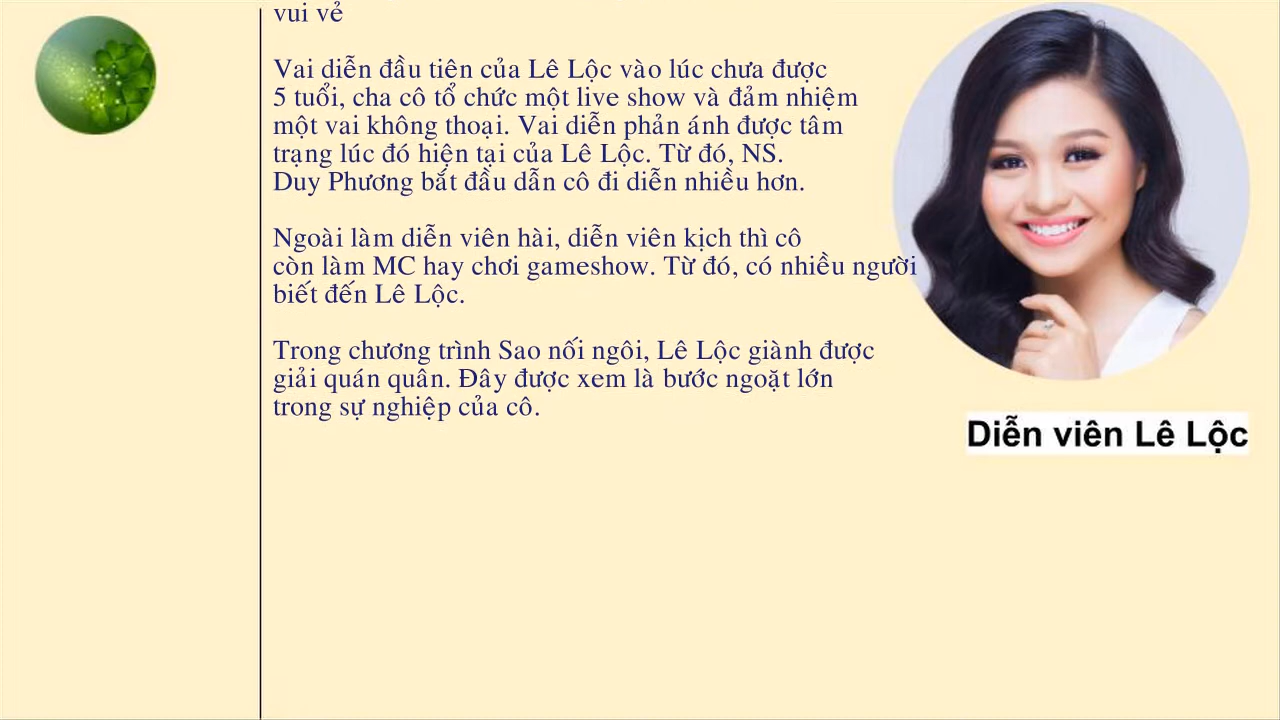 vui vẻ
Vai diễn đầu tiên của Lê Lộc vào lúc chưa được
5 tuổi, cha cô tổ chức một live show và đảm nhiệm
một vai không thoại. Vai diễn phản ánh được tâm
trạng lúc đó hiện tại của Lê Lộc. Từ đó, NS.
Duy Phương bắt đầu dẫn cô đi diễn nhiều hơn.
Ngoài làm diễn viên hài, diễn viên kịch thì cô
còn làm MC hay chơi gameshow. Từ đó, có nhiều người
biết đến Lê Lộc.
Trong chương trình Sao nối ngôi, Lê Lộc giành được
giải quán quân. Đây được xem là bước ngoặt lớn
trong sự nghiệp của cô.
Diễn viên Lê Lộc